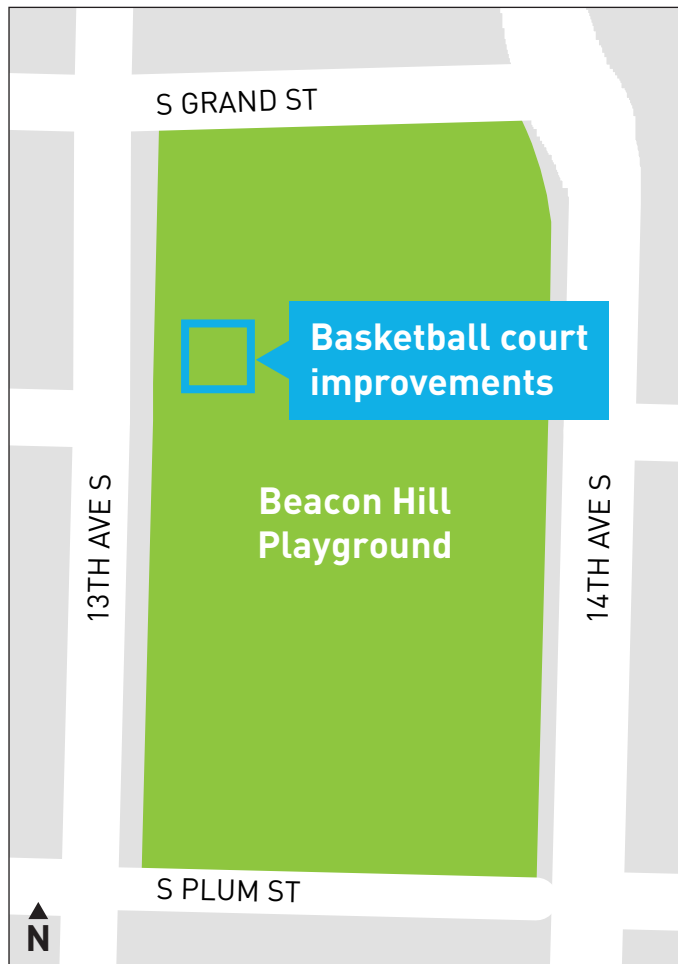 S GRAND ST
Basketball court
improvements
Beacon Hill
Playground
13TH AVE S
14TH AVE S
S PLUM ST
N